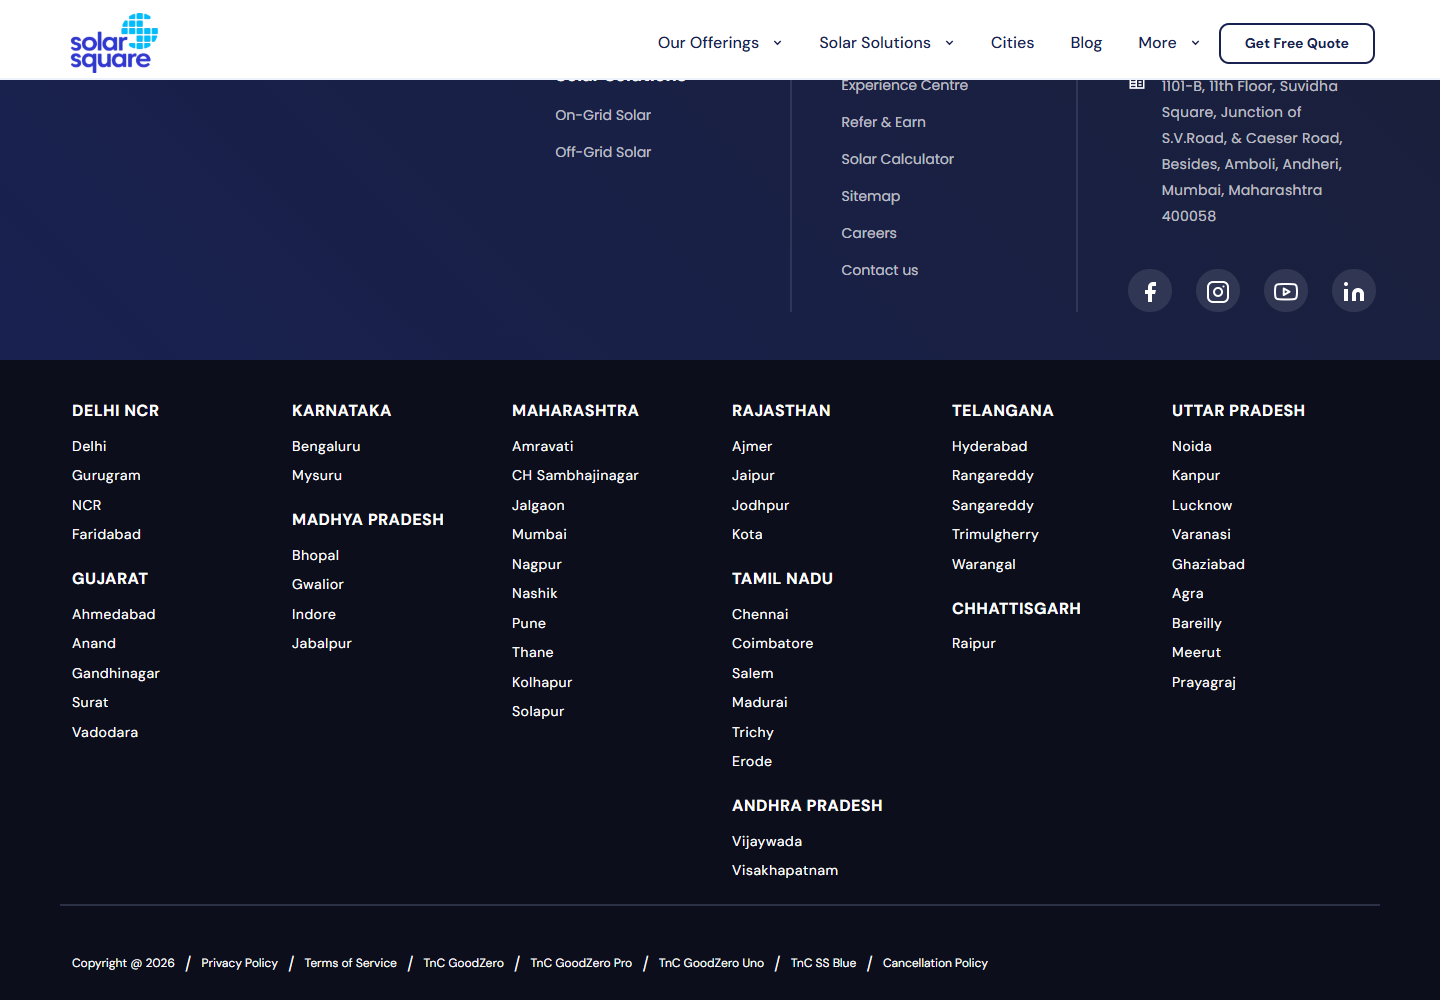 solar
square
Our Offerings
Solar Solutions
Cities
Blog
More
Get Free Quote
Solar Solutions
On-Grid Solar
Off-Grid Solar
Experience Centre
Refer & Earn
Solar Calculator
Sitemap
Careers
Contact us
1101-B, 11th Floor, Suvidha
Square, Junction of
S.V.Road, & Caeser Road,
Besides, Amboli, Andheri,
Mumbai, Maharashtra
400058
DELHI NCR
Delhi
Gurugram
NCR
Faridabad
GUJARAT
Ahmedabad
Anand
Gandhinagar
Surat
Vadodara
KARNATAKA
Bengaluru
Mysuru
MADHYA PRADESH
Bhopal
Gwalior
Indore
Jabalpur
MAHARASHTRA
Amravati
CH Sambhajinagar
Jalgaon
Mumbai
Nagpur
Nashik
Pune
Thane
Kolhapur
Solapur
RAJASTHAN
Ajmer
Jaipur
Jodhpur
Kota
TAMIL NADU
Chennai
Coimbatore
Salem
Madurai
Trichy
Erode
ANDHRA PRADESH
Vijaywada
Visakhapatnam
TELANGANA
Hyderabad
Rangareddy
Sangareddy
Trimulgherry
Warangal
CHHATTISGARH
Raipur
UTTAR PRADESH
Noida
Kanpur
Lucknow
Varanasi
Ghaziabad
Agra
Bareilly
Meerut
Prayagraj
Copyright @ 2026 / Privacy Policy / Terms of Service / TnC GoodZero / TnC GoodZero Pro / TnC GoodZero Uno / TnC SS Blue / Cancellation Policy